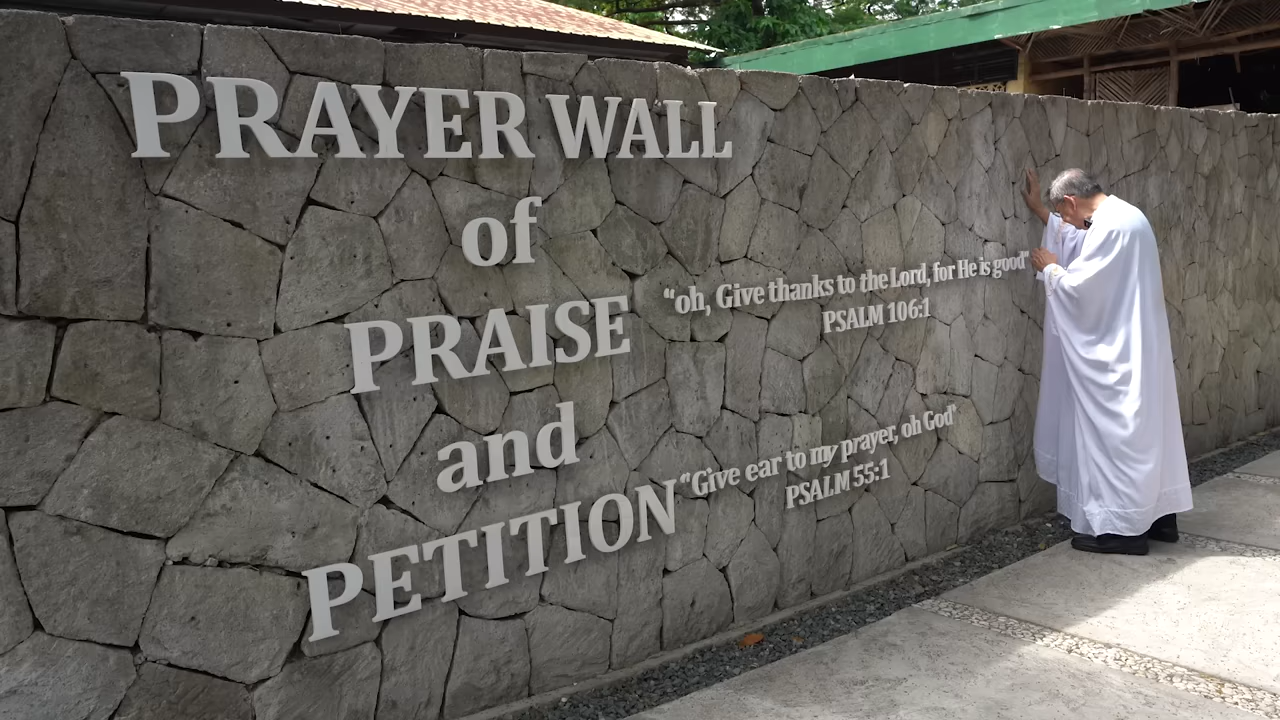 PRAYER WALL
of
PRAISE
and
PETITION
“oh, Give thanks to the Lord, for He is good”
PSALM 106:1
“Give ear to my prayer, oh God”
PSALM 55:1